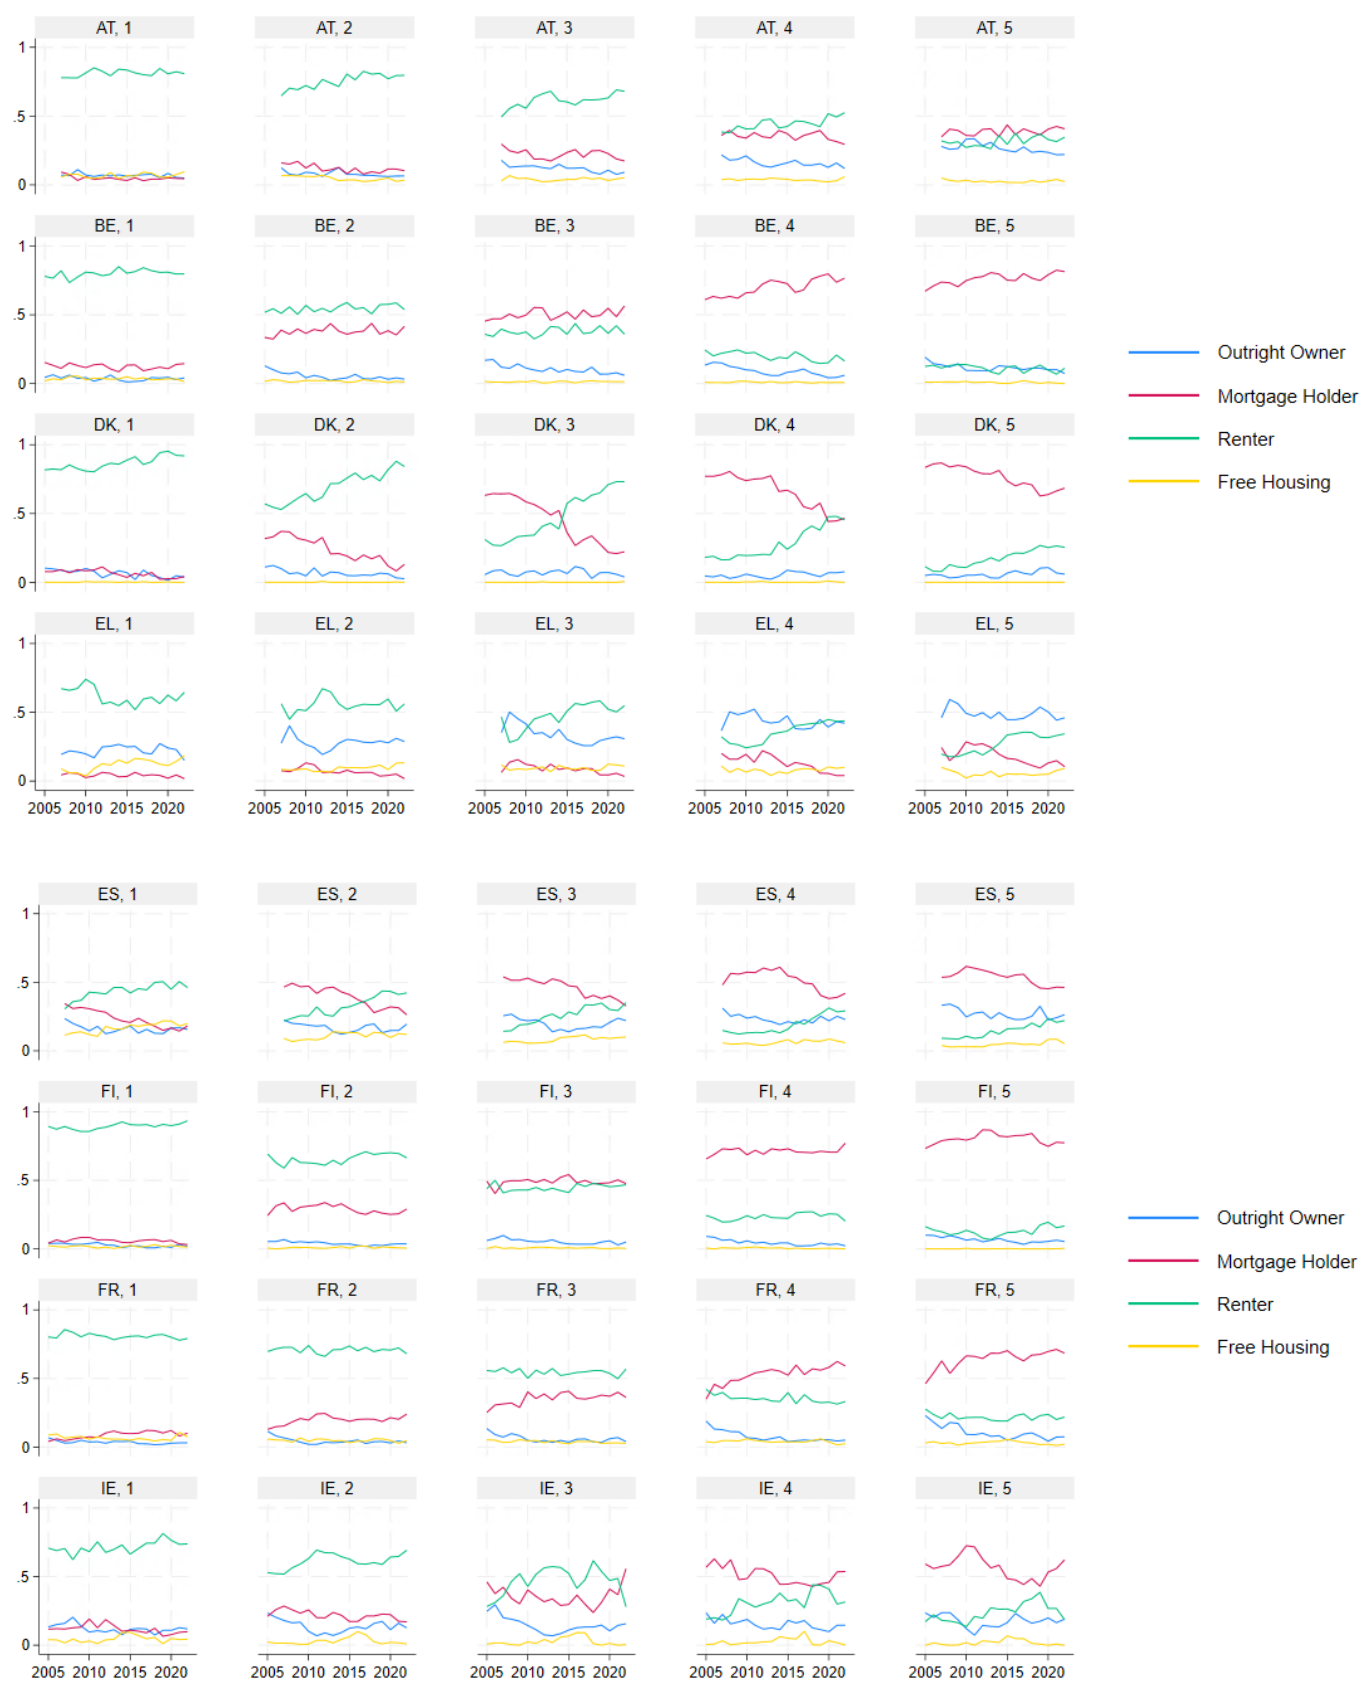 AT, 1 AT, 2 AT, 3 AT, 4 AT, 5
1
.5
0
BE, 1 BE, 2 BE, 3 BE, 4 BE, 5
1
.5
0
Outright Owner
Mortgage Holder
Renter
Free Housing
DK, 1 DK, 2 DK, 3 DK, 4 DK, 5
1
.5
0
EL, 1 EL, 2 EL, 3 EL, 4 EL, 5
1
.5
0
2005 2010 2015 2020 2005 2010 2015 2020 2005 2010 2015 2020 2005 2010 2015 2020 2005 2010 2015 2020
ES, 1 ES, 2 ES, 3 ES, 4 ES, 5
1
.5
0
FI, 1 FI, 2 FI, 3 FI, 4 FI, 5
1
.5
0
Outright Owner
Mortgage Holder
Renter
Free Housing
FR, 1 FR, 2 FR, 3 FR, 4 FR, 5
1
.5
0
IE, 1 IE, 2 IE, 3 IE, 4 IE, 5
1
.5
0
2005 2010 2015 2020 2005 2010 2015 2020 2005 2010 2015 2020 2005 2010 2015 2020 2005 2010 2015 2020